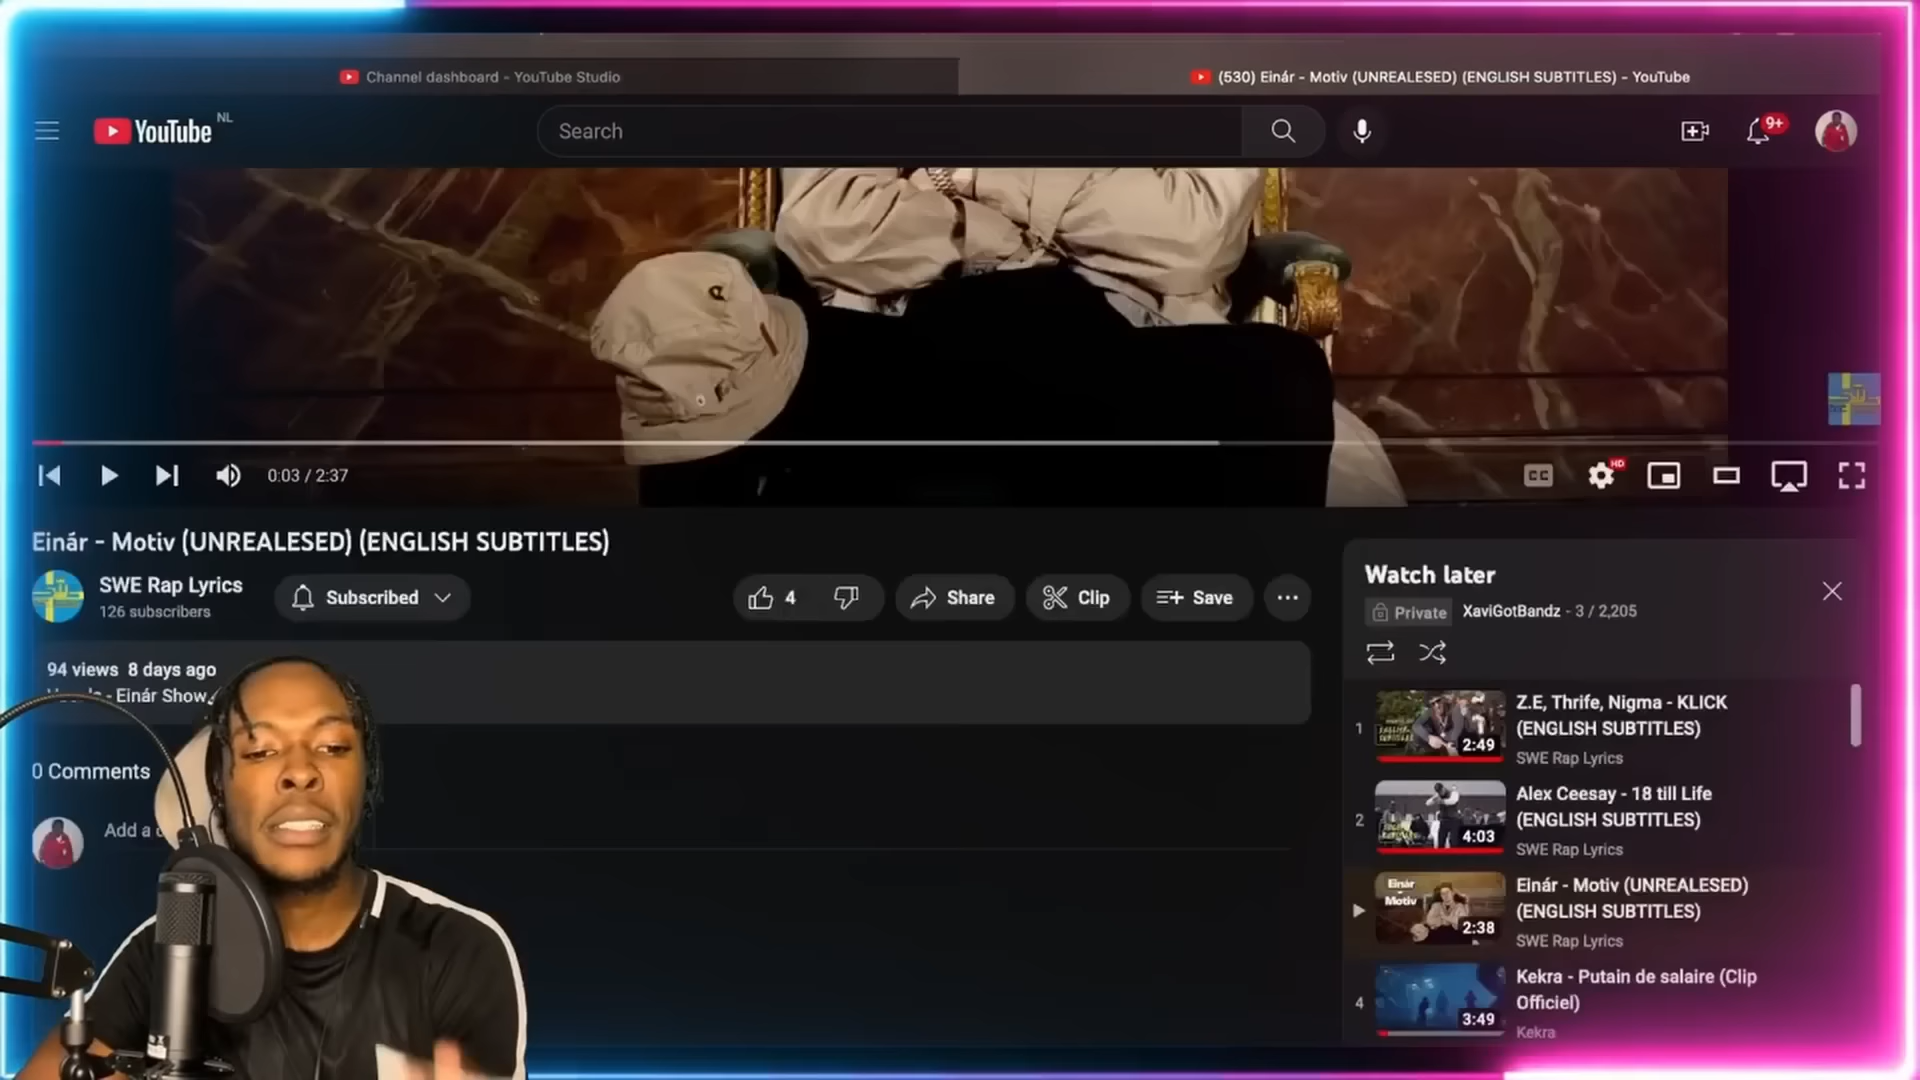 Channel dashboard - YouTube Studio
(530) Einár - Motiv (UNREALESED) (ENGLISH SUBTITLES) - YouTube
YouTube NL
Search
9+
0:03 / 2:37
CC
HD
Einár - Motiv (UNREALESED) (ENGLISH SUBTITLES)
SWE Rap Lyrics
126 subscribers
Subscribed
4
Share
Clip
Save
94 views 8 days ago
- Einár Show
0 Comments
Add a
Watch later
Private XaviGotBandz - 3 / 2,205
1
2:49
Z.E, Thrife, Nigma - KLICK
(ENGLISH SUBTITLES)
SWE Rap Lyrics
2
4:03
Alex Ceesay - 18 till Life
(ENGLISH SUBTITLES)
SWE Rap Lyrics
Einár
Motiv
2:38
Einár - Motiv (UNREALESED)
(ENGLISH SUBTITLES)
SWE Rap Lyrics
4
3:49
Kekra - Putain de salaire (Clip
Officiel)
Kekra